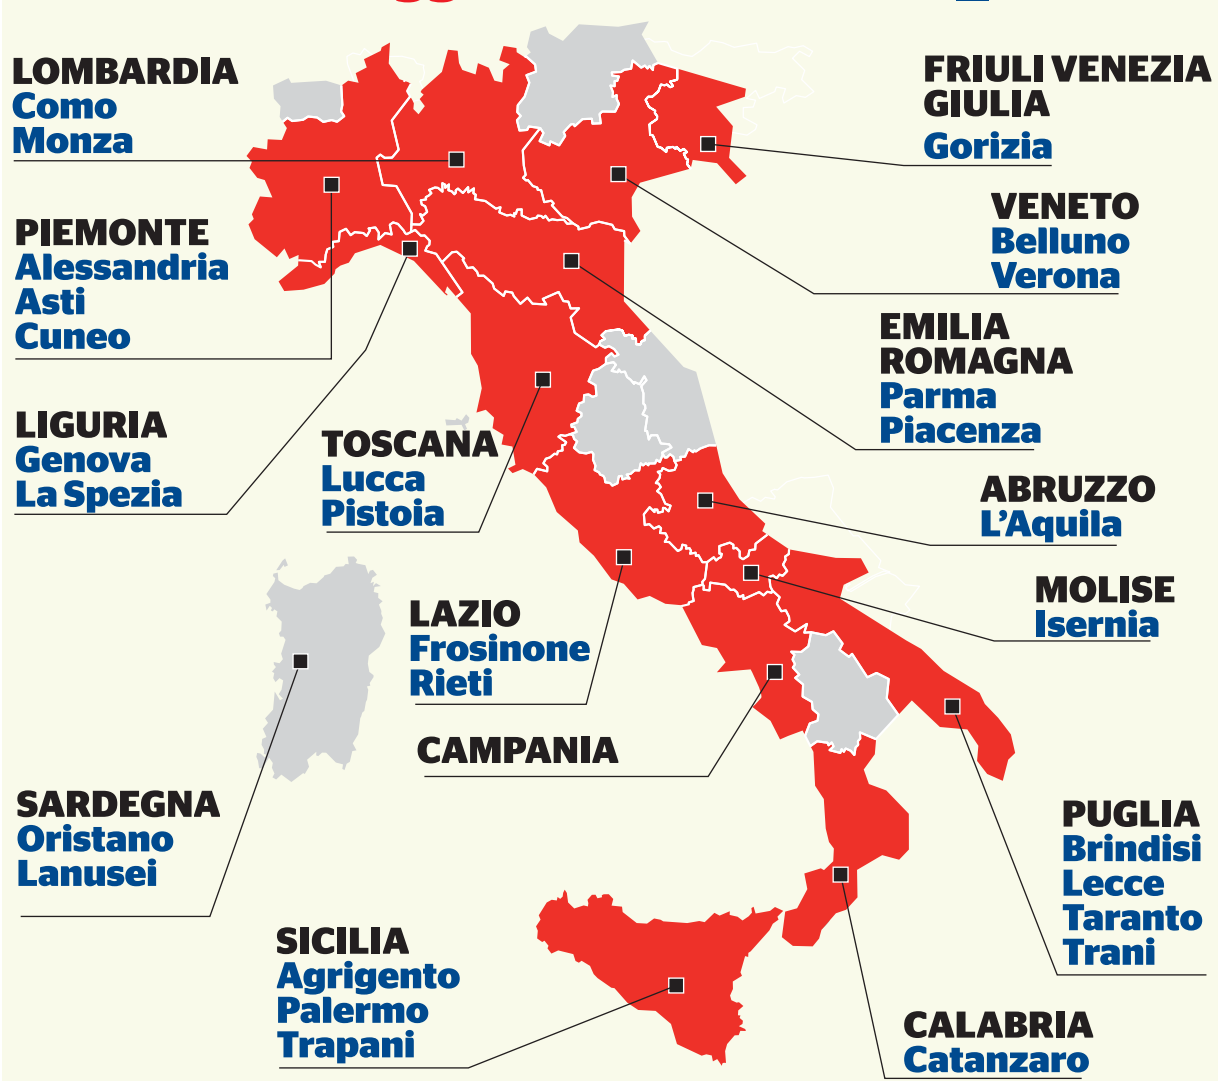 LOMBARDIA
Como
Monza
FRIULI VENEZIA
GIULIA
Gorizia
PIEMONTE
Alessandria
Asti
Cuneo
VENETO
Belluno
Verona
EMILIA
ROMAGNA
Parma
Piacenza
LIGURIA
Genova
La Spezia
TOSCANA
Lucca
Pistoia
ABRUZZO
L'Aquila
MOLISE
Isernia
LAZIO
Frosinone
Rieti
CAMPANIA
SARDEGNA
Oristano
Lanusei
PUGLIA
Brindisi
Lecce
Taranto
Trani
SICILIA
Agrigento
Palermo
Trapani
CALABRIA
Catanzaro